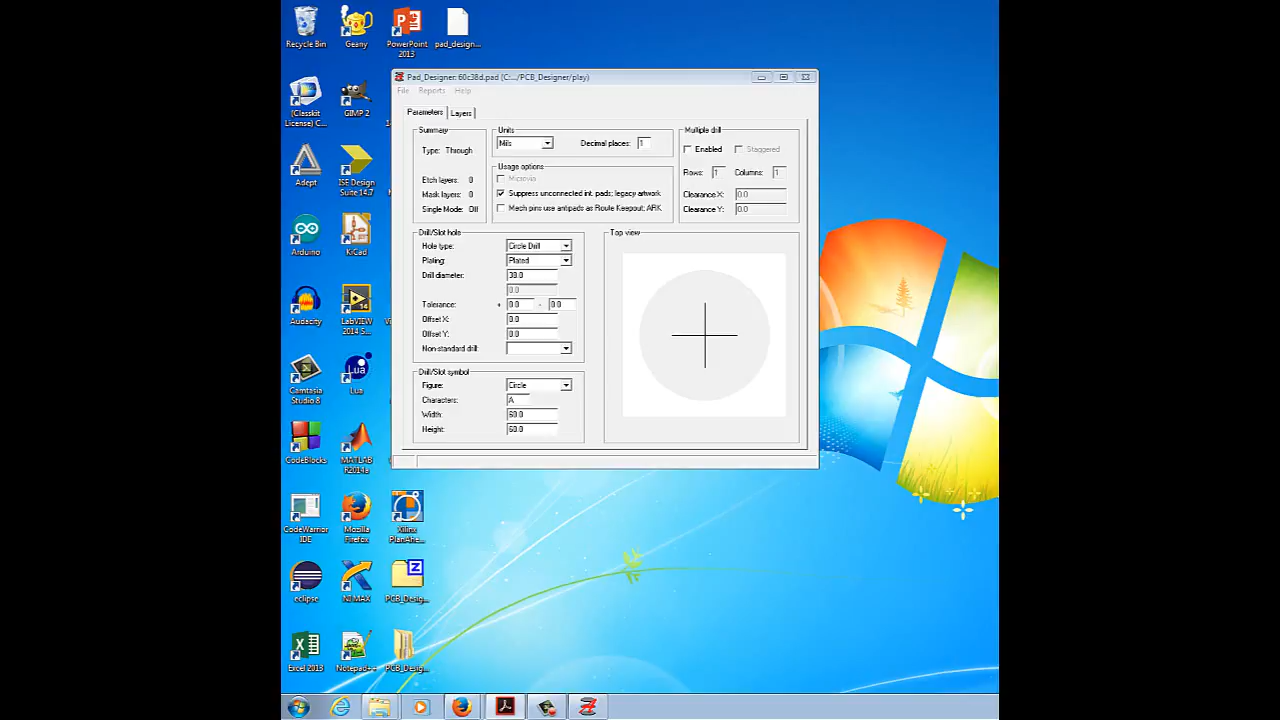 Recycle Bin
Geany
PowerPoint 2013
pad_design...
(Classkit License) C...
GIMP 2
Adept
ISE Design Suite 14.7
Arduino
KiCad
Audacity
LabVIEW 2014 S...
Camtasia Studio 8
Lua
CodeBlocks
MATLAB R2014a
CodeWarrior IDE
Mozilla Firefox
Xilinx PlanAhe...
eclipse
PCB_Desig...
Excel 2013
Notepad++
PCB_Desig...
Pad_Designer: 60c38d.pad (C:.../PCB_Designer/play)
File Reports Help
Parameters Layers
Summary
Type: Through
Etch layers: 0
Mask layers: 0
Single Mode: Off
Units
Mils
Decimal places: 1
Usage options
Microvia
Suppress unconnected int. pads; legacy artwork
Mech pins use antipads as Route Keepout; ARK
Multiple drill
Enabled Staggered
Rows: 1 Columns: 1
Clearance X: 0.0
Clearance Y: 0.0
Drill/Slot hole
Hole type: Circle Drill
Plating: Plated
Drill diameter: 38.0
0.0
Tolerance: + 0.0 - 0.0
Offset X: 0.0
Offset Y: 0.0
Non-standard drill:
Drill/Slot symbol
Figure: Circle
Characters: A
Width: 60.0
Height: 60.0
Top view